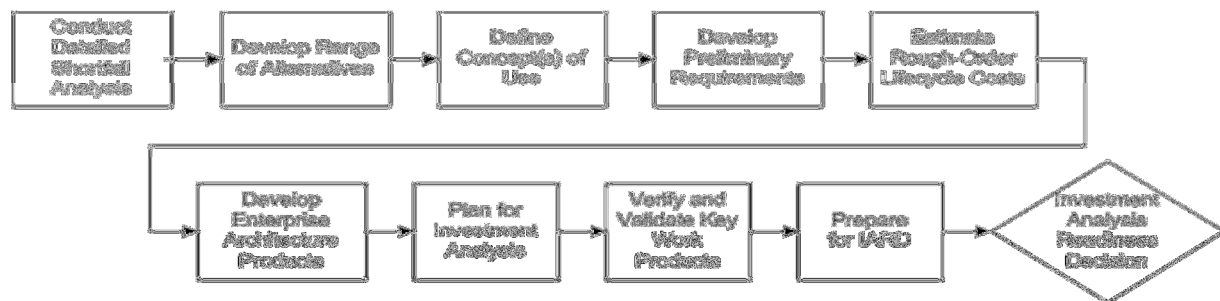 Conduct
Detailed
Shortfall
Analysis
Develop Range
of Alternatives
Define
Concept(s) of
Use
Develop
Preliminary
Requirements
Estimate
Rough-Order
Lifecycle Costs
Develop
Enterprise
Architecture
Products
Plan for
Investment
Analysis
Verify and
Validate Key
Work
Products
Prepare
for IARD
Investment
Analysis
Readiness
Decision